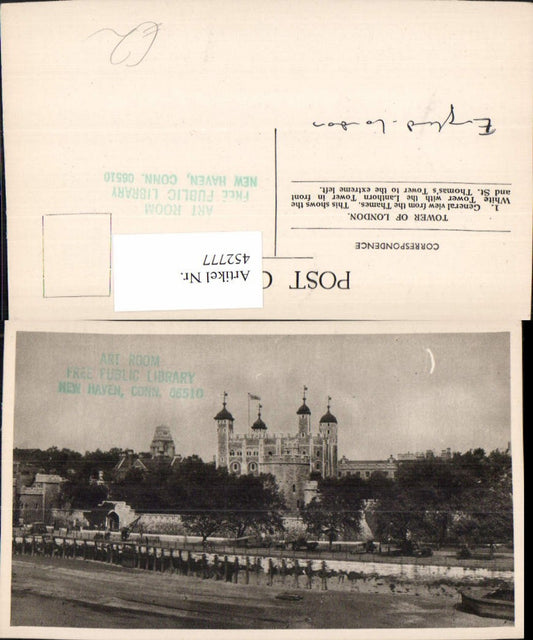 POST C
CORRESPONDENCE
TOWER OF LONDON.
1. General view from the Thames. This shows the
White Tower with the Lanthorn Tower in front
and St. Thomas's Tower to the extreme left.
England-London
ART ROOM
FREE PUBLIC LIBRARY
NEW HAVEN, CONN. 06510
Artikel Nr.
452777
ART ROOM
FREE PUBLIC LIBRARY
NEW HAVEN, CONN. 06510